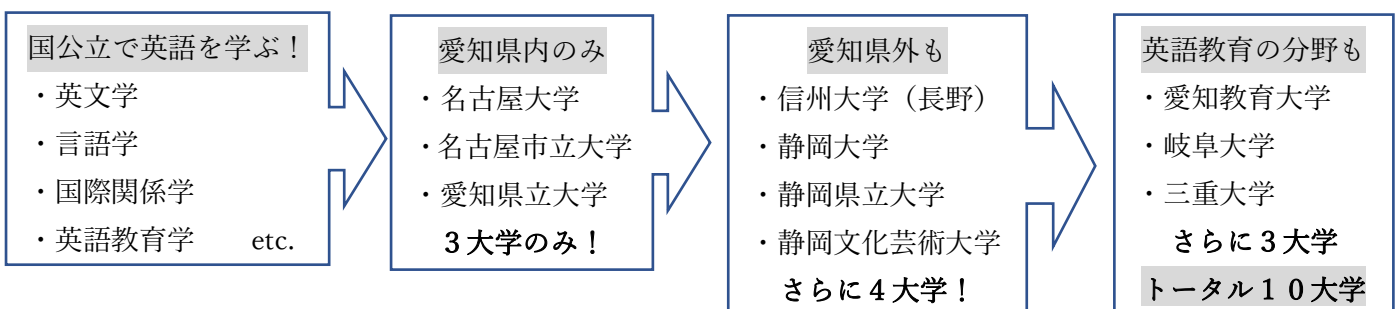 国公立で英語を学ぶ！
・英文学
・言語学
・国際関係学
・英語教育学　　etc.
愛知県内のみ
・名古屋大学
・名古屋市立大学
・愛知県立大学
３大学のみ！
愛知県外も
・信州大学（長野）
・静岡大学
・静岡県立大学
・静岡文化芸術大学
さらに４大学！
英語教育の分野も
・愛知教育大学
・岐阜大学
・三重大学
さらに３大学
トータル１０大学